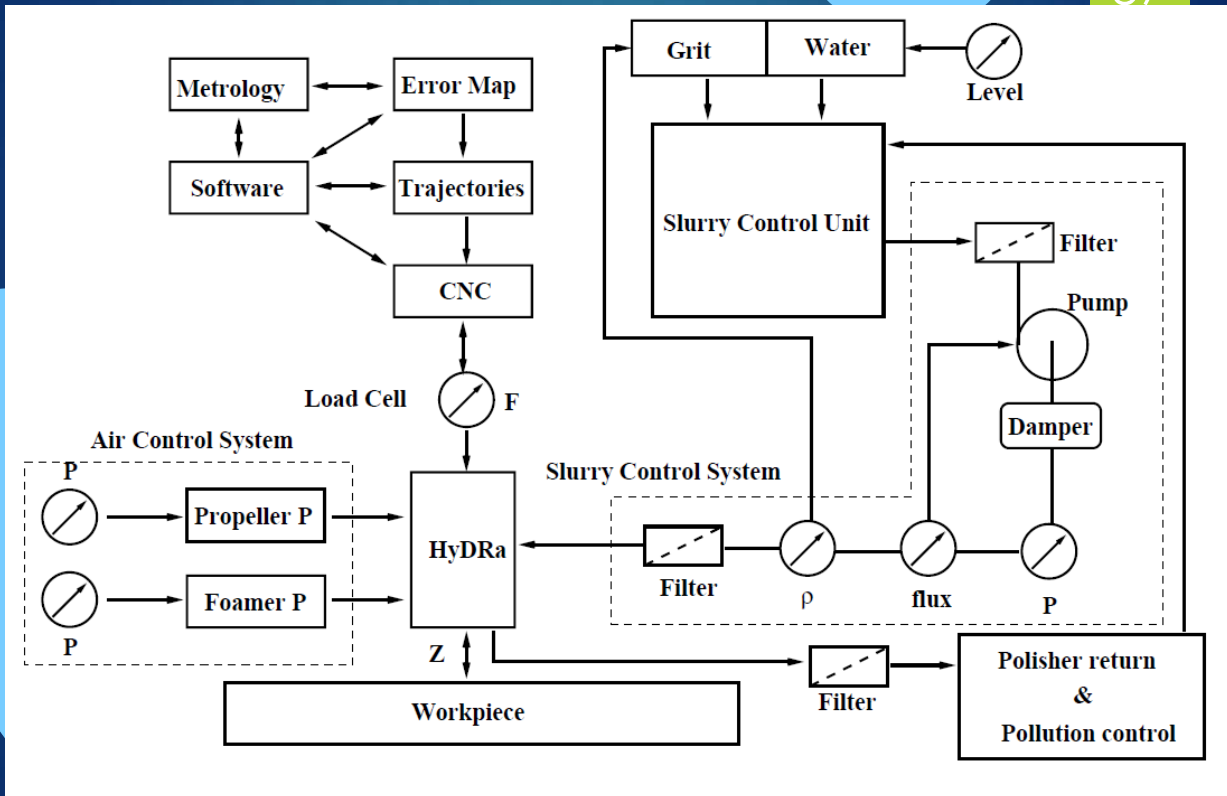 Grit
Water
Level
Metrology
Error Map
Software
Trajectories
Slurry Control Unit
Filter
CNC
Pump
Load Cell
F
Damper
Air Control System
Slurry Control System
P
Propeller P
HyDRa
Foamer P
P
Filter
ρ
flux
P
Z
Workpiece
Filter
Polisher return
&
Pollution control